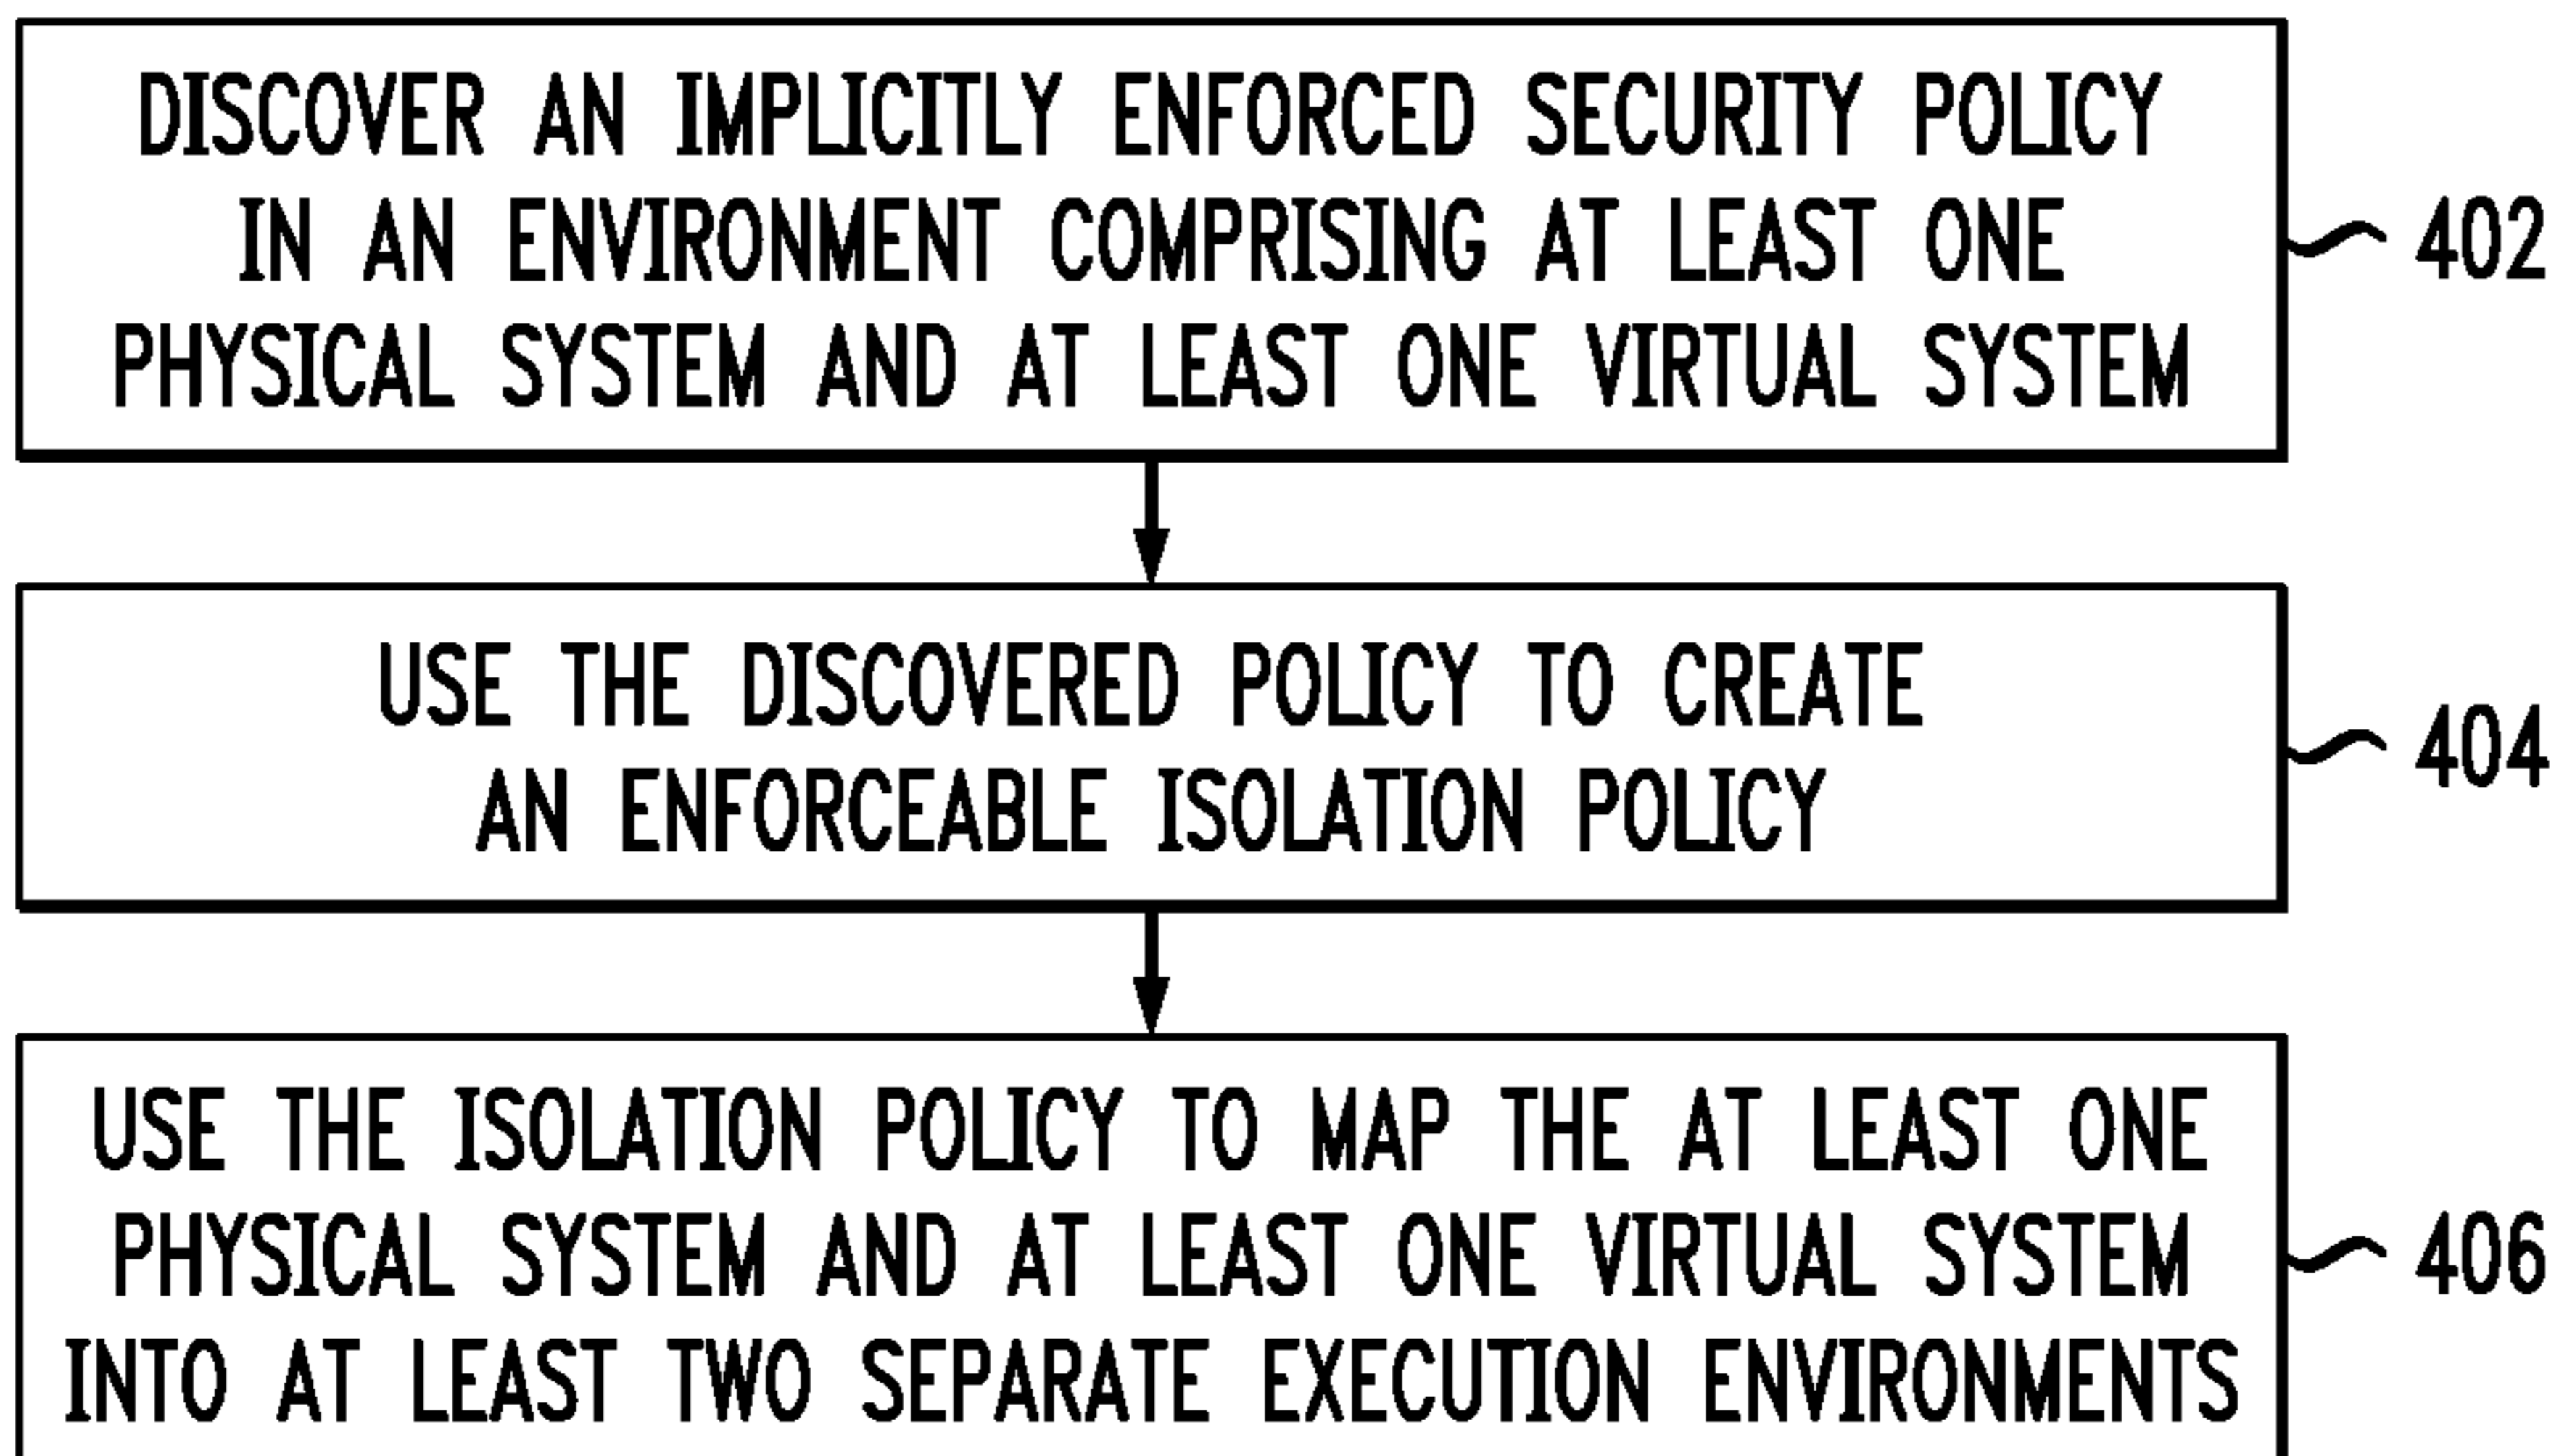 DISCOVER AN IMPLICITLY ENFORCED SECURITY POLICY
IN AN ENVIRONMENT COMPRISING AT LEAST ONE
PHYSICAL SYSTEM AND AT LEAST ONE VIRTUAL SYSTEM
402
USE THE DISCOVERED POLICY TO CREATE
AN ENFORCEABLE ISOLATION POLICY
404
USE THE ISOLATION POLICY TO MAP THE AT LEAST ONE
PHYSICAL SYSTEM AND AT LEAST ONE VIRTUAL SYSTEM
INTO AT LEAST TWO SEPARATE EXECUTION ENVIRONMENTS
406